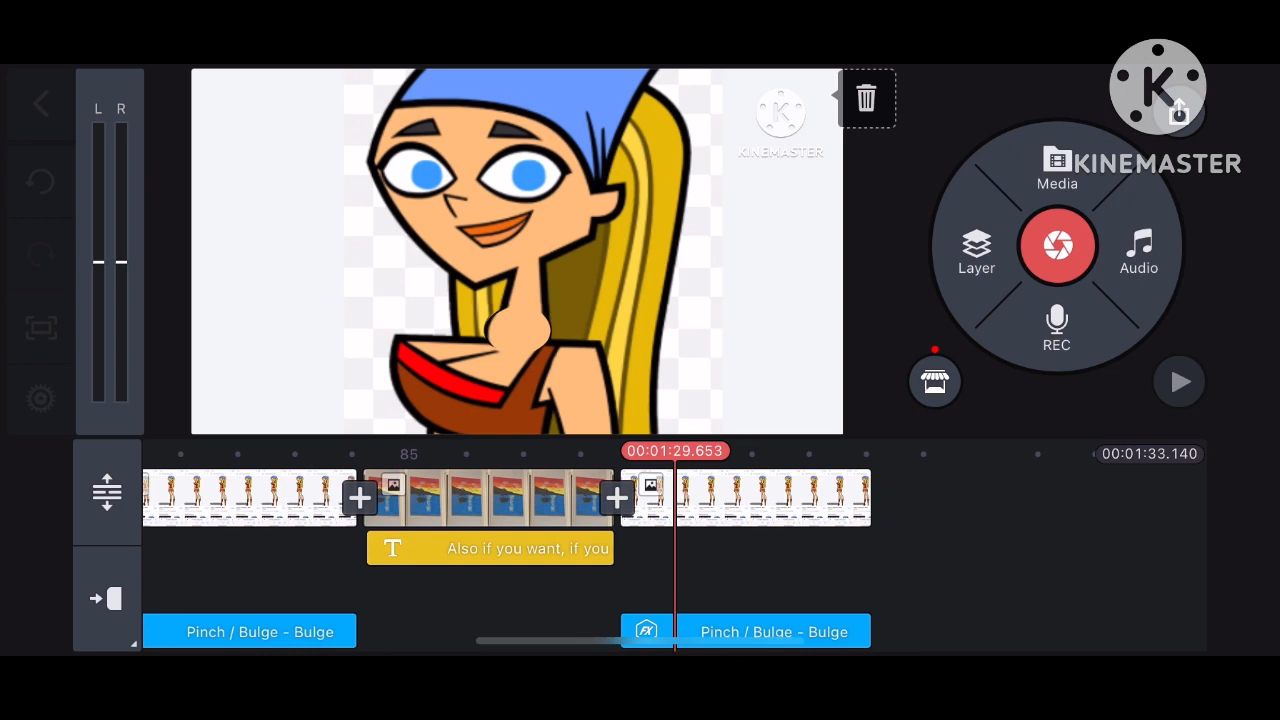 L R
KINEMASTER
KINEMASTER
Media
Layer
Audio
REC
85
00:01:29.653
00:01:33.140
T
Also if you want, if you
Pinch / Bulge - Bulge
FX
Pinch / Bulge - Bulge